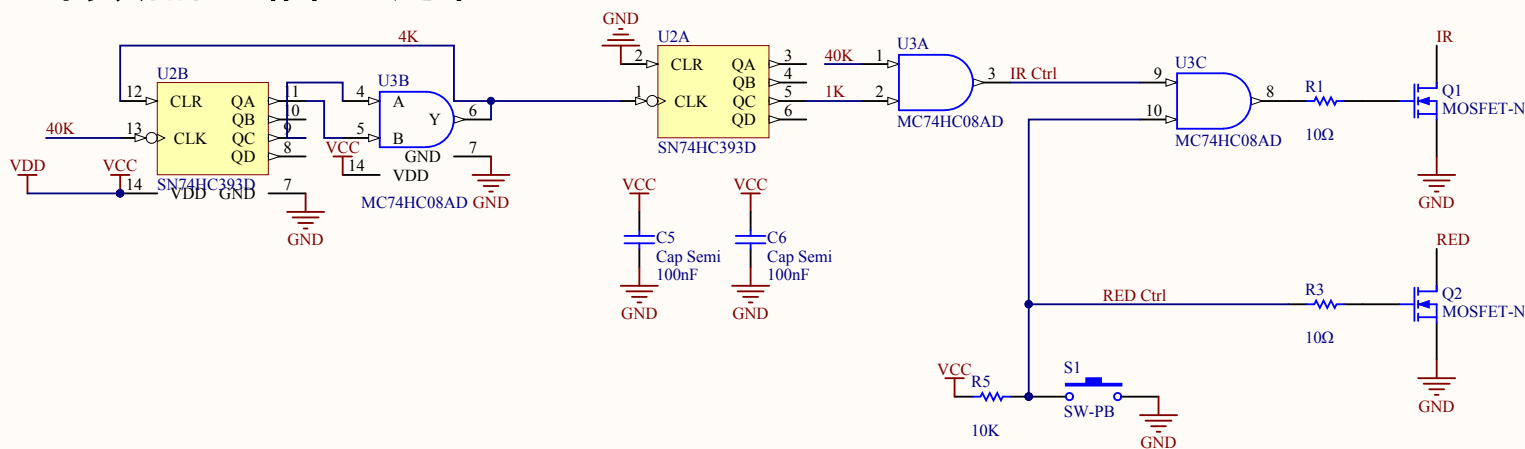 4K
U2B
12
CLR
QA
11
QB
10
40K
13
CLK
QC
9
QD
8
SN74HC393D
VDD
VCC
14
VDD
GND
7
GND
U3B
4
A
Y
6
5
B
VCC
GND
7
14
VDD
MC74HC08AD
GND
GND
U2A
2
CLR
QA
3
QB
4
1
CLK
QC
5
QD
6
SN74HC393D
40K
1
U3A
3
IR Ctrl
1K
2
MC74HC08AD
U3C
9
10
8
MC74HC08AD
R1
10Ω
IR
Q1
MOSFET-N
GND
VCC
C5
Cap Semi
100nF
GND
VCC
C6
Cap Semi
100nF
GND
RED Ctrl
R3
10Ω
RED
Q2
MOSFET-N
GND
VCC
R5
10K
S1
SW-PB
GND